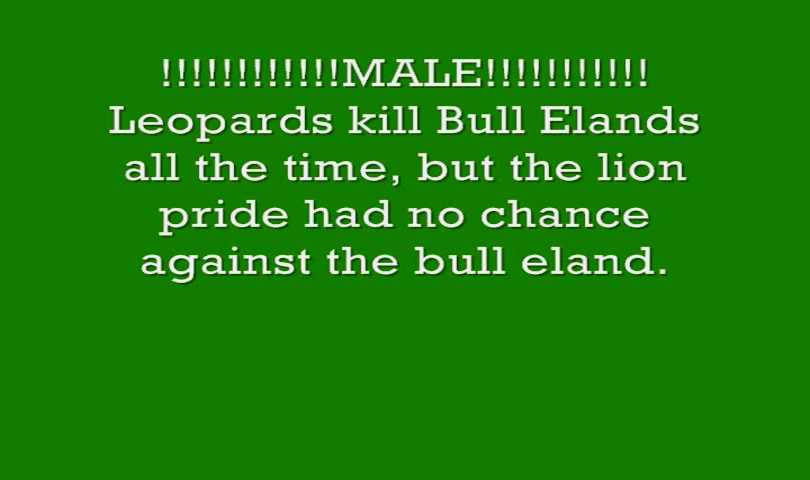 !!!!!!!!!!!!MALE!!!!!!!!!!!
Leopards kill Bull Elands
all the time, but the lion
pride had no chance
against the bull eland.